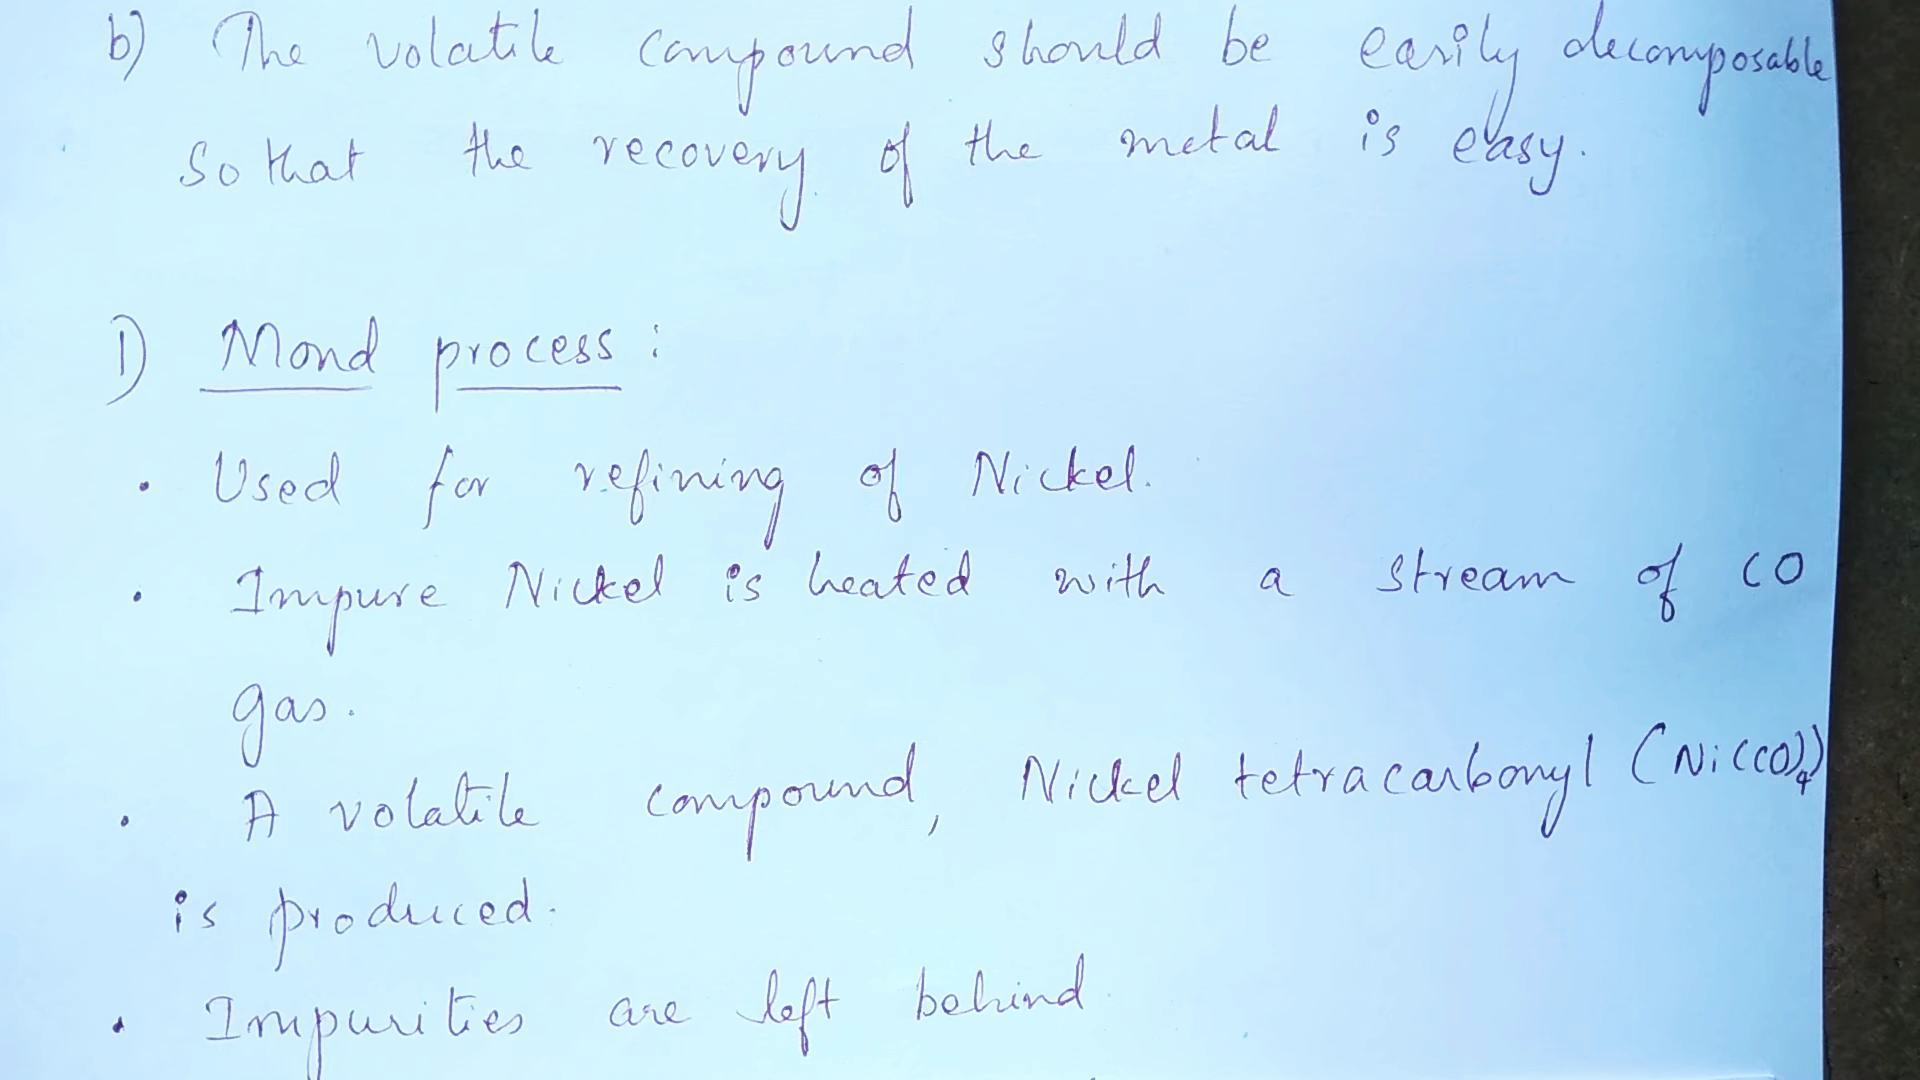 b) The volatile compound should be easily decomposable
So that the recovery of the metal is easy.
1) Mond process :
• Used for refining of Nickel.
• Impure Nickel is heated with a stream of CO
gas.
• A volatile compound, Nickel tetracarbonyl (Ni(CO)₄)
is produced.
• Impurities are left behind